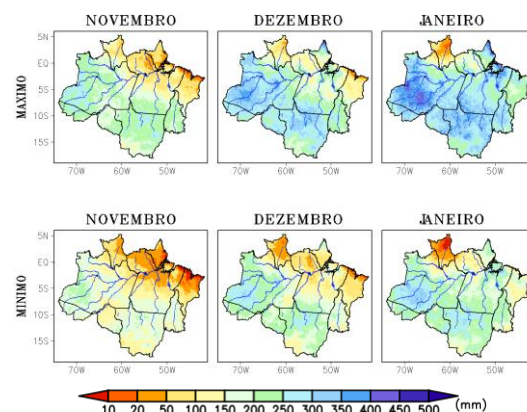 NOVEMBRO DEZEMBRO JANEIRO
MAXIMO
5N
EQ
5S
10S
15S
70W 60W 50W 70W 60W 50W 70W 60W 50W
NOVEMBRO DEZEMBRO JANEIRO
MINIMO
5N
EQ
5S
10S
15S
70W 60W 50W 70W 60W 50W 70W 60W 50W
10 20 50 100 150 200 250 300 350 400 450 500 (mm)